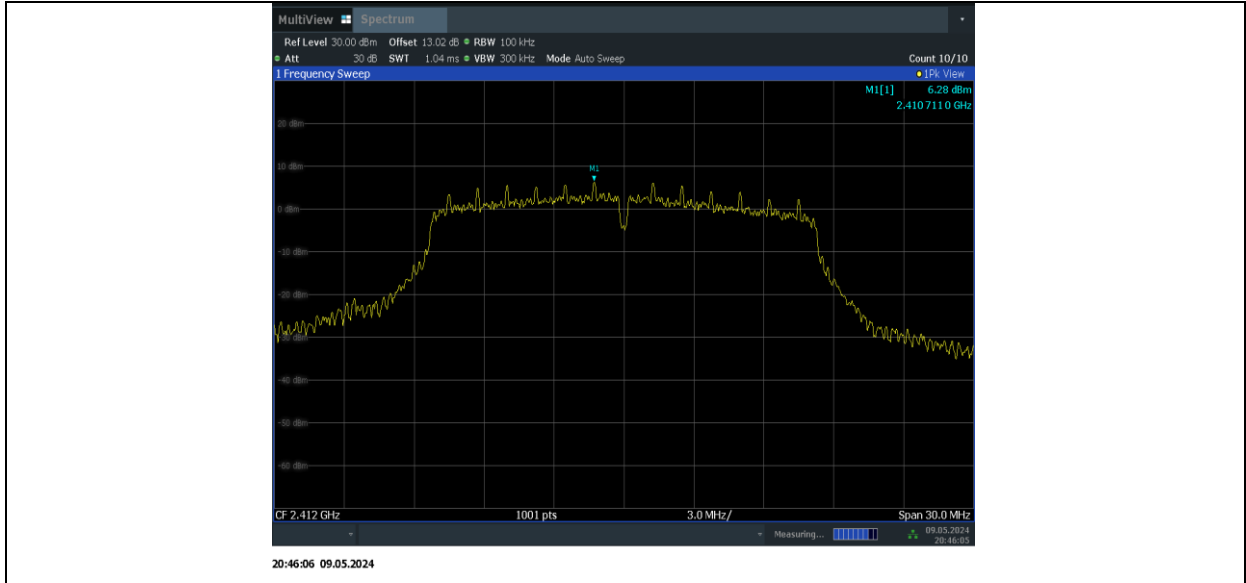 MultiView Spectrum
Ref Level 30.00 dBm Offset 13.02 dB RBW 100 kHz
Att 30 dB SWT 1.04 ms VBW 300 kHz Mode Auto Sweep Count 10/10
1 Frequency Sweep 1Pk View
M1[1] 6.28 dBm
2.410 711 0 GHz
20 dBm
10 dBm
M1
0 dBm
-10 dBm
-20 dBm
-30 dBm
-40 dBm
-50 dBm
-60 dBm
CF 2.412 GHz 1001 pts 3.0 MHz/ Span 30.0 MHz
Measuring... 09.05.2024
20:46:05
20:46:06 09.05.2024